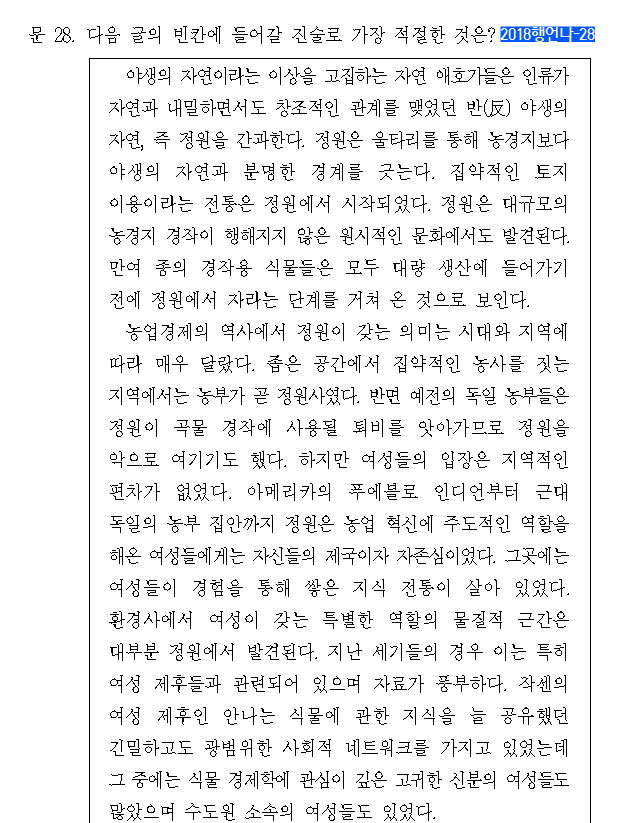 문 28. 다음 글의 빈칸에 들어갈 진술로 가장 적절한 것은? 2018행언나-28
야생의 자연이라는 이상을 고집하는 자연 애호가들은 인류가
자연과 내밀하면서도 창조적인 관계를 맺었던 반(反) 야생의
자연, 즉 정원을 간과한다. 정원은 울타리를 통해 농경지보다
야생의 자연과 분명한 경계를 긋는다. 집약적인 토지
이용이라는 전통은 정원에서 시작되었다. 정원은 대규모의
농경지 경작이 행해지지 않은 원시적인 문화에서도 발견된다.
만여 종의 경작용 식물들은 모두 대량 생산에 들어가기
전에 정원에서 자라는 단계를 거쳐 온 것으로 보인다.
농업경제의 역사에서 정원이 갖는 의미는 시대와 지역에
따라 매우 달랐다. 좁은 공간에서 집약적인 농사를 짓는
지역에서는 농부가 곧 정원사였다. 반면 예전의 독일 농부들은
정원이 곡물 경작에 사용될 퇴비를 앗아가므로 정원을
악으로 여기기도 했다. 하지만 여성들의 입장은 지역적인
편차가 없었다. 아메리카의 푸에블로 인디언부터 근대
독일의 농부 집안까지 정원은 농업 혁신에 주도적인 역할을
해온 여성들에게는 자신들의 제국이자 자존심이었다. 그곳에는
여성들이 경험을 통해 쌓은 지식 전통이 살아 있었다.
환경사에서 여성이 갖는 특별한 역할의 물질적 근간은
대부분 정원에서 발견된다. 지난 세기들의 경우 이는 특히
여성 제후들과 관련되어 있으며 자료가 풍부하다. 작센의
여성 제후인 안나는 식물에 관한 지식을 늘 공유했던
긴밀하고도 광범위한 사회적 네트워크를 가지고 있었는데
그 중에는 식물 경제학에 관심이 깊은 고귀한 신분의 여성들도
많았으며 수도원 소속의 여성들도 있었다.